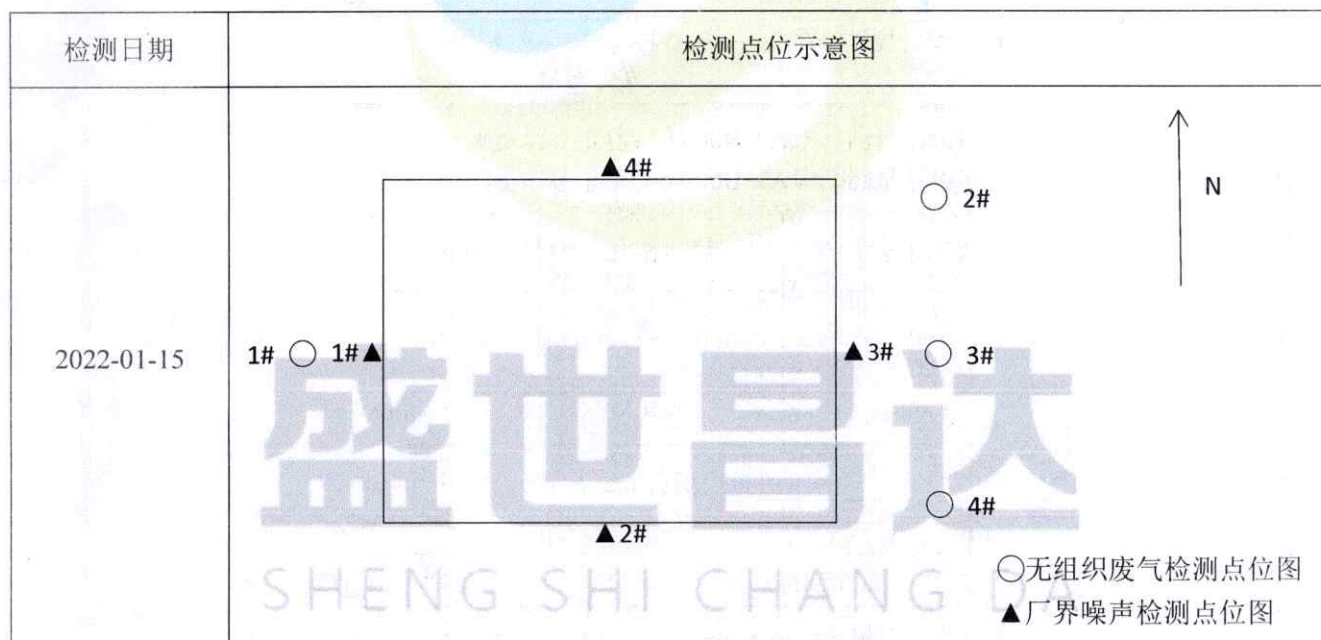 检测日期
检测点位示意图
2022-01-15
▲4#
○ 2#
N
1# ○
1#▲
▲3#
○ 3#
▲2#
○ 4#
○无组织废气检测点位图
▲厂界噪声检测点位图
盛世昌达
SHENG SHI CHANG DA